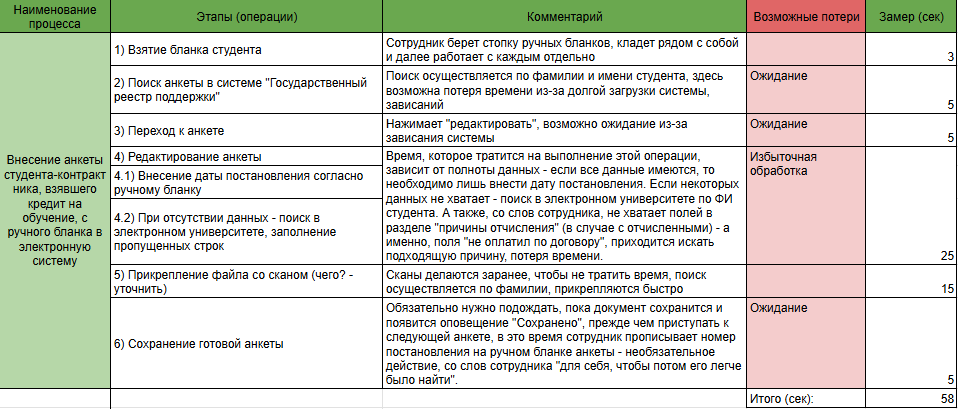 Наименование
процесса
Этапы (операции)
Комментарий
Возможные потери
Замер (сек)
Внесение анкеты
студента-контракт
ника, взявшего
кредит на
обучение, с
ручного бланка в
электронную
систему
1) Взятие бланка студента
Сотрудник берет стопку ручных бланков, кладет рядом с собой
и далее работает с каждым отдельно
3
2) Поиск анкеты в системе "Государственный
реестр поддержки"
Поиск осуществляется по фамилии и имени студента, здесь
возможна потеря времени из-за долгой загрузки системы,
зависаний
Ожидание
5
3) Переход к анкете
Нажимает "редактировать", возможно ожидание из-за
зависания системы
Ожидание
5
4) Редактирование анкеты
4.1) Внесение даты постановления согласно
ручному бланку
4.2) При отсутствии данных - поиск в
электронном университете, заполнение
пропущенных строк
Время, которое тратится на выполнение этой операции,
зависит от полноты данных - если все данные имеются, то
необходимо лишь внести дату постановления. Если некоторых
данных не хватает - поиск в электронном университете по ФИ
студента. А также, со слов сотрудника, не хватает полей в
разделе "причины отчисления" (в случае с отчисленными) - а
именно, поля "не оплатил по договору", приходится искать
подходящую причину, потеря времени.
Избыточная
обработка
25
5) Прикрепление файла со сканом (чего? -
уточнить)
Сканы делаются заранее, чтобы не тратить время, поиск
осуществляется по фамилии, прикрепляются быстро
15
6) Сохранение готовой анкеты
Обязательно нужно подождать, пока документ сохранится и
появится оповещение "Сохранено", прежде чем приступать к
следующей анкете, в это время сотрудник прописывает номер
постановления на ручном бланке анкеты - необязательное
действие, со слов сотрудника "для себя, чтобы потом его легче
было найти".
Ожидание
5
Итого (сек):
58